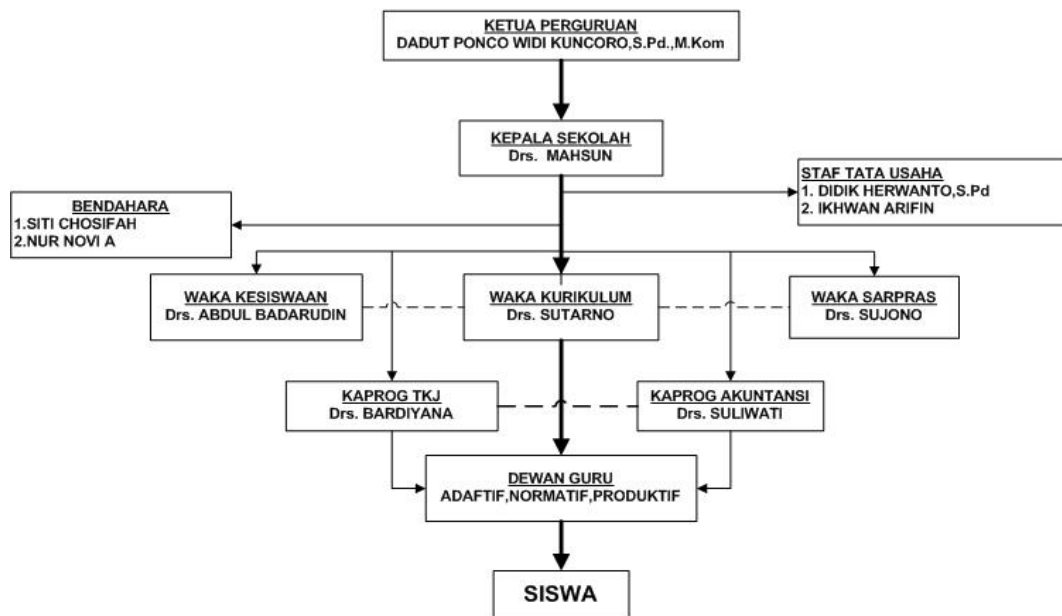 KETUA PERGURUAN
DADUT PONCO WIDI KUNCORO,S.Pd.,M.Kom
KEPALA SEKOLAH
Drs. MAHSUN
STAF TATA USAHA
1. DIDIK HERWANTO,S.Pd
2. IKHWAN ARIFIN
BENDAHARA
1.SITI CHOSIFAH
2.NUR NOVI A
WAKA KESISWAAN
Drs. ABDUL BADARUDIN
WAKA KURIKULUM
Drs. SUTARNO
WAKA SARPRAS
Drs. SUJONO
KAPROG TKJ
Drs. BARDIYANA
KAPROG AKUNTANSI
Drs. SULIWATI
DEWAN GURU
ADAFTIF,NORMATIF,PRODUKTIF
SISWA